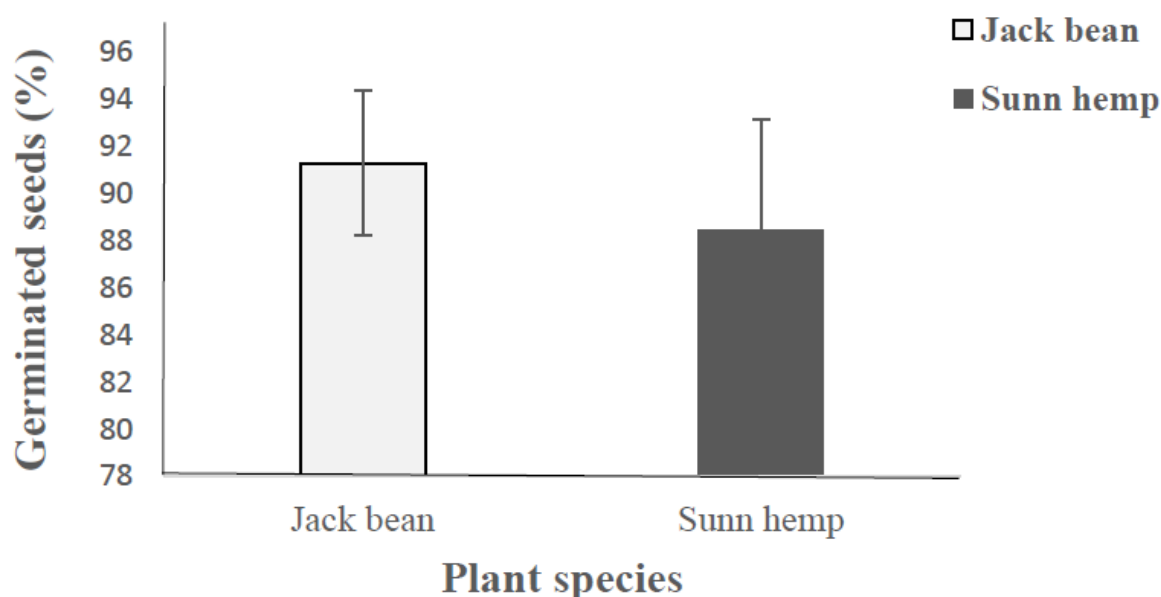 Germinated seeds (%)
96
94
92
90
88
86
84
82
80
78
Jack bean
Sunn hemp
Jack bean
Sunn hemp
Plant species